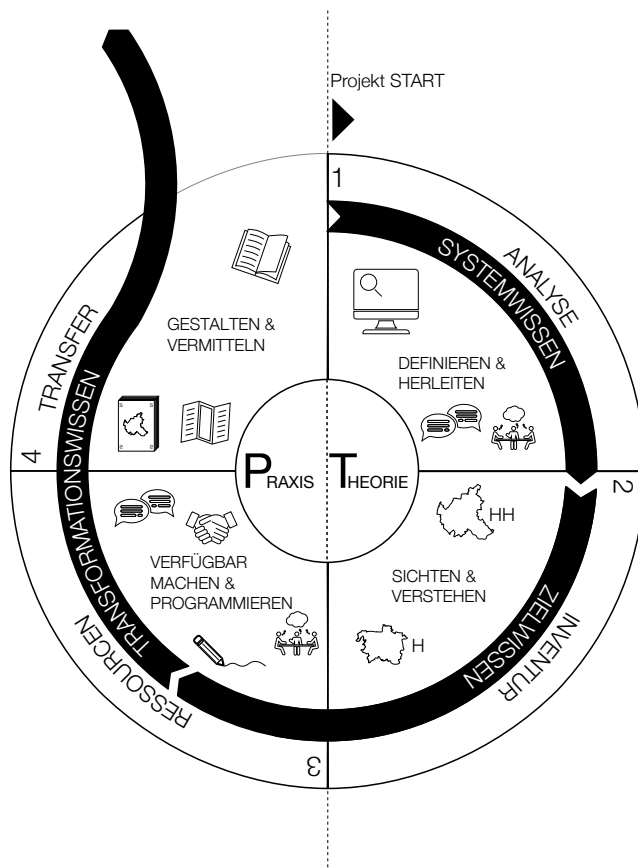 Projekt START
1
ANALYSE
SYSTEMWISSEN
DEFINIEREN &
HERLEITEN
2
INVENTUR
ZIELWISSEN
HH
SICHTEN &
VERSTEHEN
H
3
RESSOURCEN
TRANSFORMATIONSWISSEN
VERFÜGBAR
MACHEN &
PROGRAMMIEREN
4
TRANSFER
GESTALTEN &
VERMITTELN
PRAXIS
THEORIE